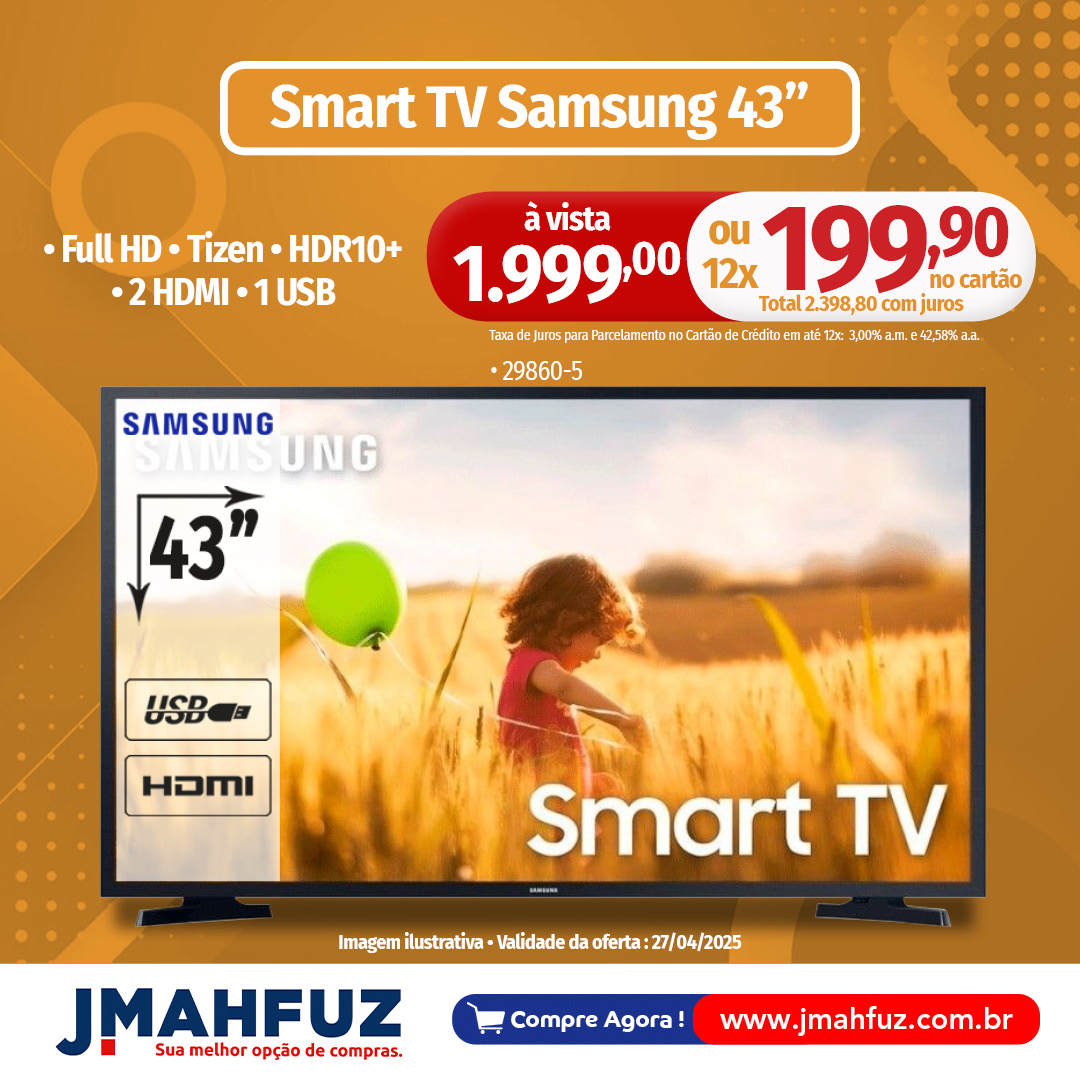 Smart TV Samsung 43”
• Full HD • Tizen • HDR10+
• 2 HDMI • 1 USB
à vista
1.999,00
ou
12x
199,90
no cartão
Total 2.398,80 com juros
Taxa de Juros para Parcelamento no Cartão de Crédito em até 12x: 3,00% a.m. e 42,58% a.a.
• 29860-5
SAMSUNG
SAMSUNG
43”
USB
HDMI
Smart TV
SAMSUNG
Imagem ilustrativa • Validade da oferta : 27/04/2025
JMAHFUZ
Sua melhor opção de compras.
Compre Agora !
www.jmahfuz.com.br